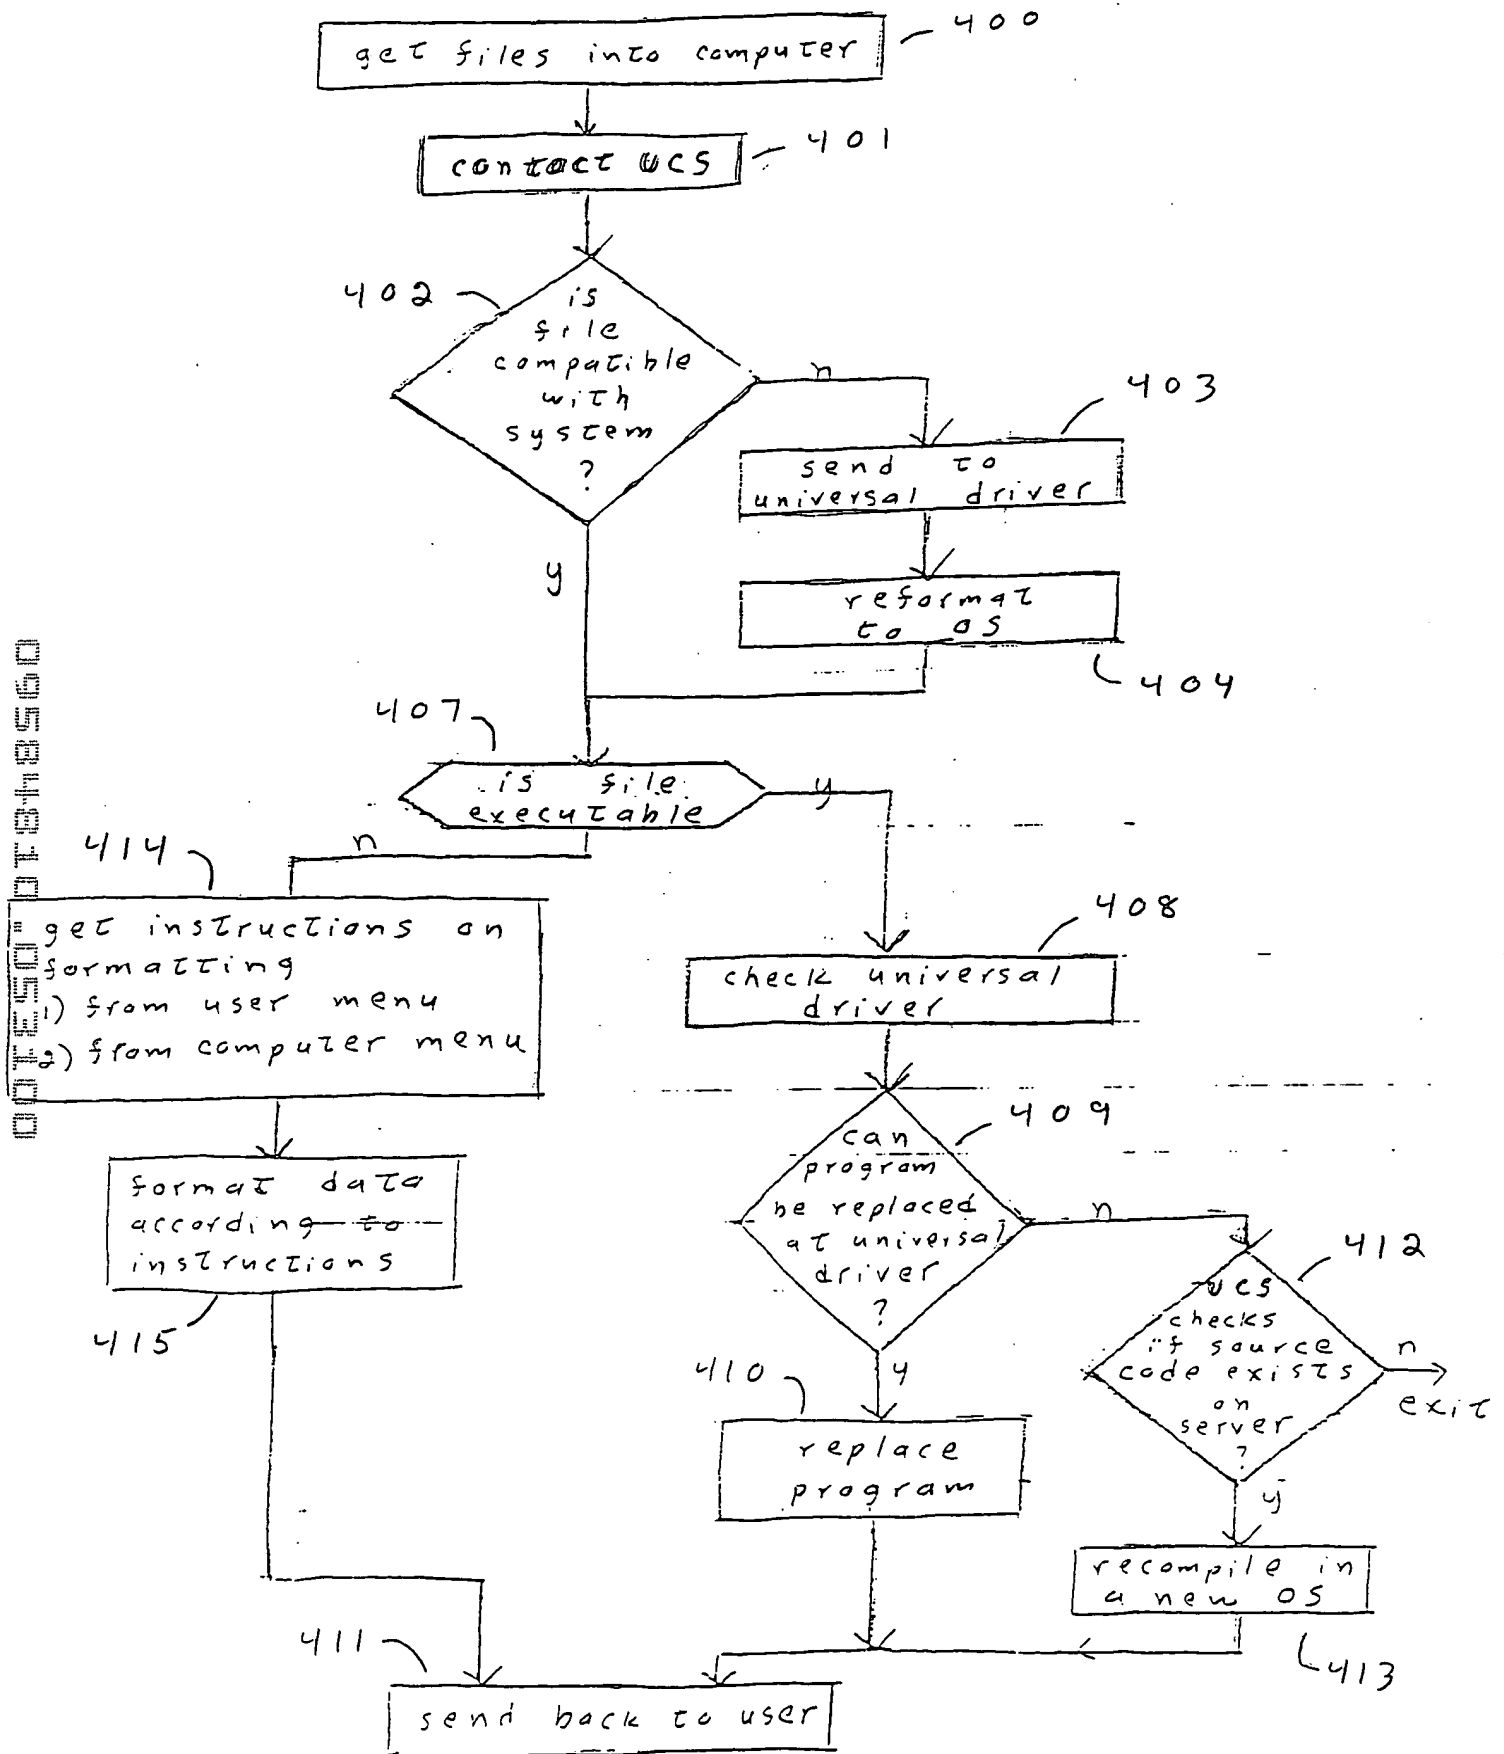 get files into computer
400
contact UCS
401
402
is
file
compatible
with
system
?
n
403
send to
universal driver
y
reformat
to OS
404
407
is file
executable
y
n
414
get instructions on
formatting
1) from user menu
2) from computer menu
408
check universal
driver
409
can
program
be replaced
at universal
driver
?
n
format data
according to
instructions
415
412
UCS
checks
if source
code exists
on
server
?
n
exit
410
y
replace
program
y
recompile in
a new OS
413
411
send back to user
09584810.053100